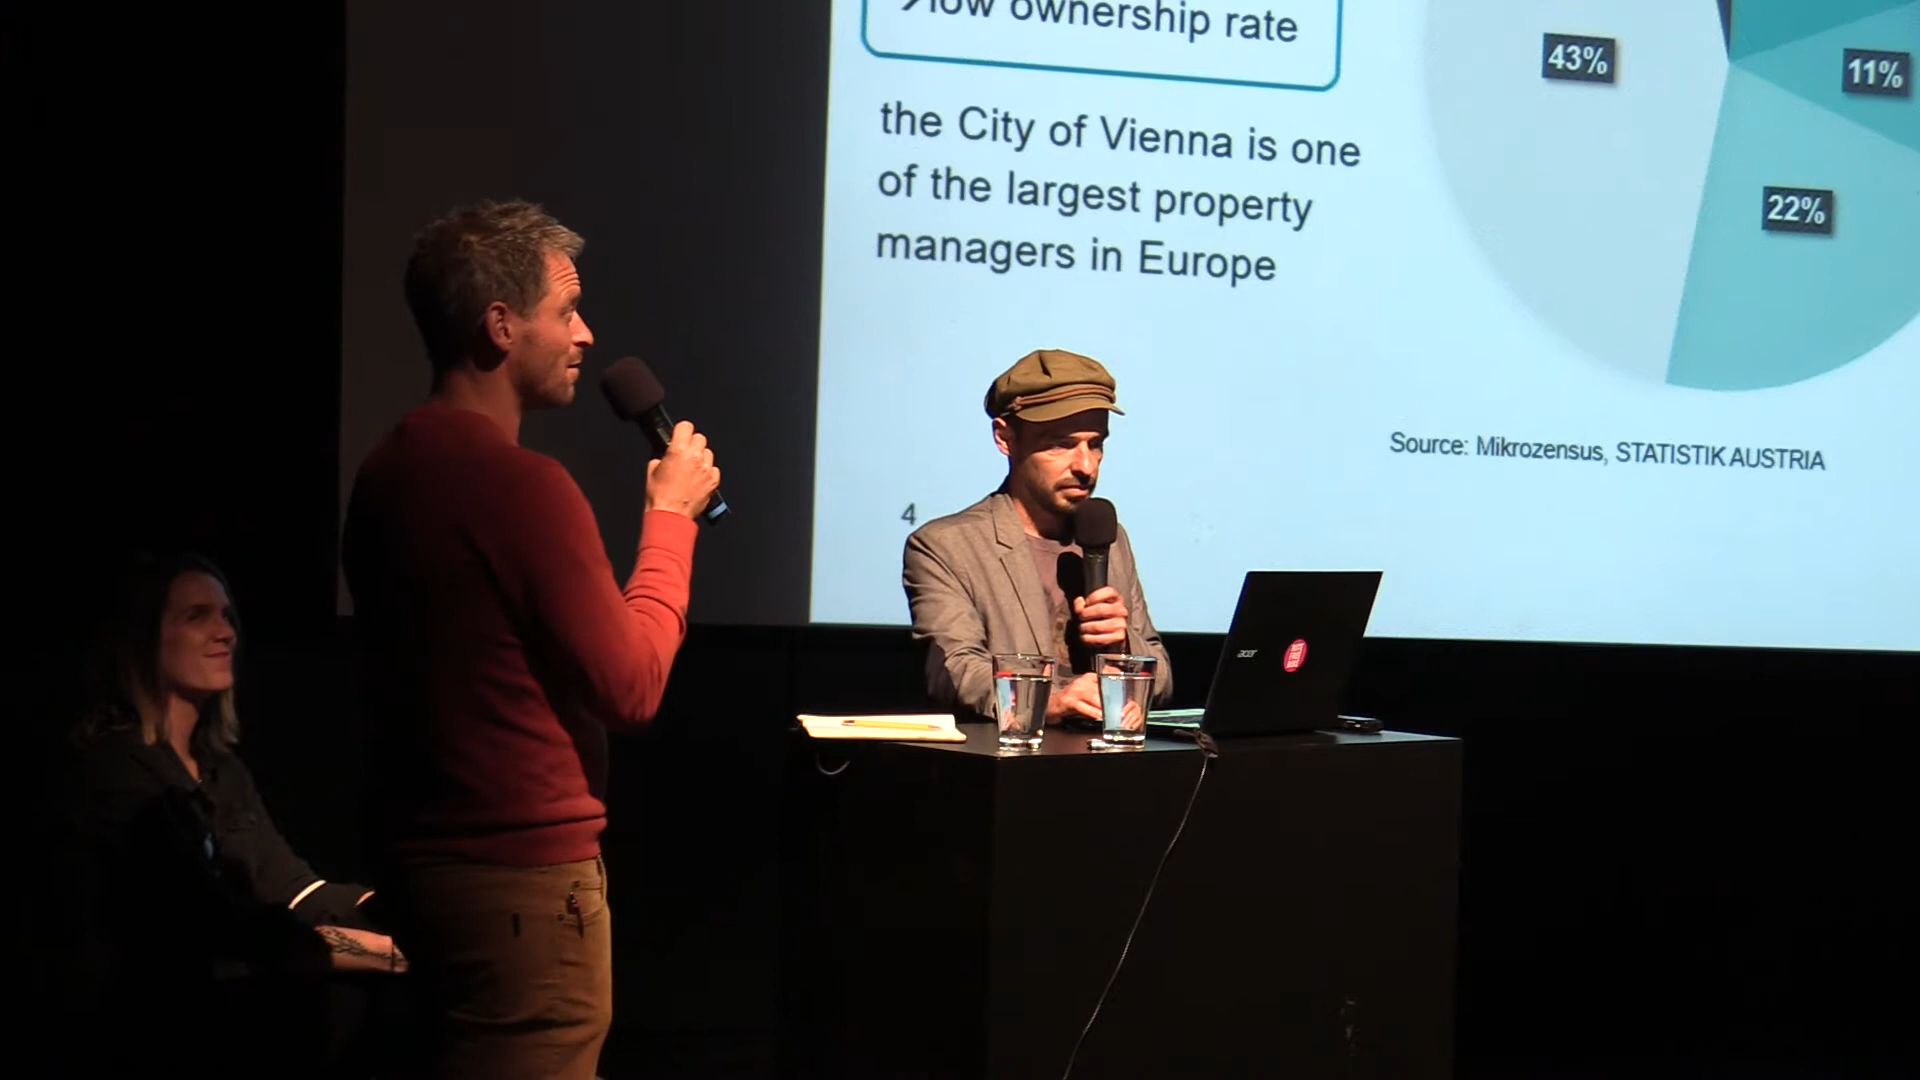 low ownership rate
the City of Vienna is one
of the largest property
managers in Europe
43%
11%
22%
Source: Mikrozensus, STATISTIK AUSTRIA
4
acer